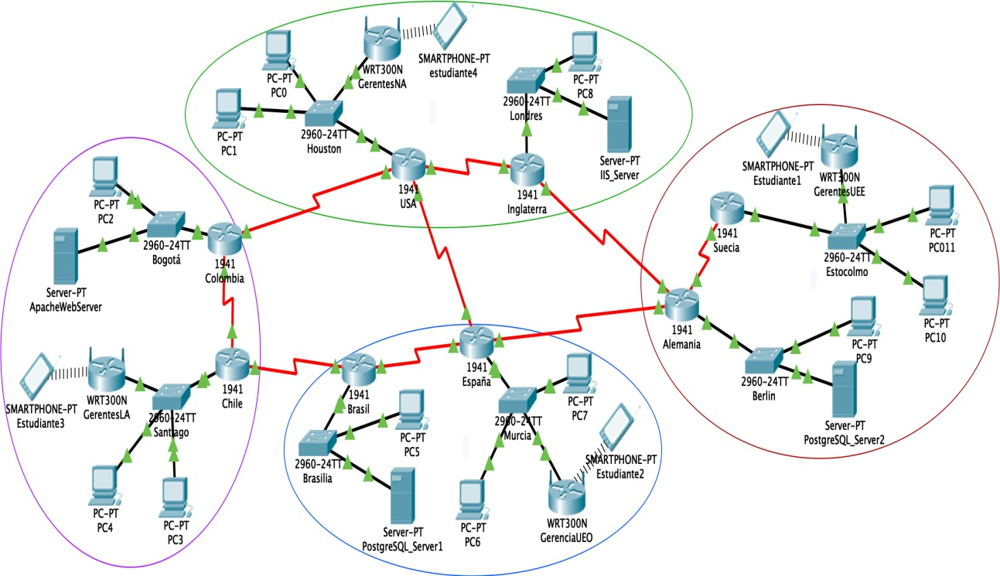 WRT300N
GerentesNA
SMARTPHONE-PT
estudiante4
PC-PT
PC0
PC-PT
PC1
2960-24TT
Houston
1941
USA
2960-24TT
Londres
PC-PT
PC8
Server-PT
IIS_Server
1941
Inglaterra
PC-PT
PC2
2960-24TT
Bogotá
Server-PT
ApacheWebServer
1941
Colombia
SMARTPHONE-PT
Estudiante3
WRT300N
GerentesLA
2960-24TT
Santiago
1941
Chile
PC-PT
PC4
PC-PT
PC3
1941
Brasil
2960-24TT
Brasilia
PC-PT
PC5
Server-PT
PostgreSQL_Server1
1941
España
2960-24TT
Murcia
PC-PT
PC7
PC-PT
PC6
WRT300N
GerenciaUEO
SMARTPHONE-PT
Estudiante2
SMARTPHONE-PT
Estudiante1
WRT300N
GerentesUEE
1941
Suecia
2960-24TT
Estocolmo
PC-PT
PC011
PC-PT
PC10
1941
Alemania
2960-24TT
Berlin
PC-PT
PC9
Server-PT
PostgreSQL_Server2